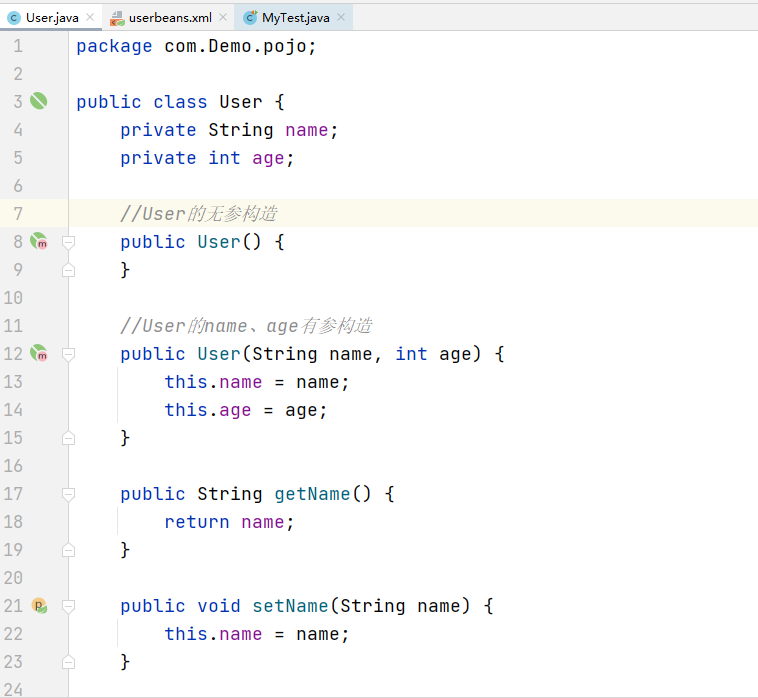 User.java userbeans.xml MyTest.java
1 package com.Demo.pojo;
2
3 public class User {
4 private String name;
5 private int age;
6
7 //User的无参构造
8 public User() {
9 }
10
11 //User的name、age有参构造
12 public User(String name, int age) {
13 this.name = name;
14 this.age = age;
15 }
16
17 public String getName() {
18 return name;
19 }
20
21 public void setName(String name) {
22 this.name = name;
23 }
24